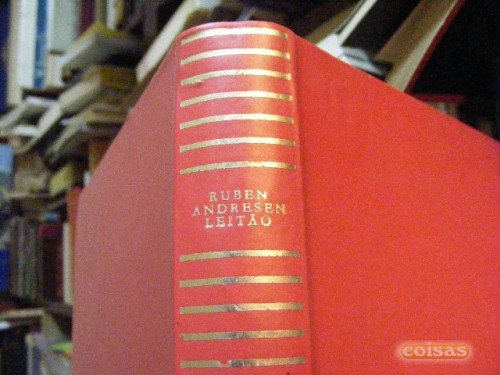 RUBEN
ANDRESEN
LEITÃO
coisas